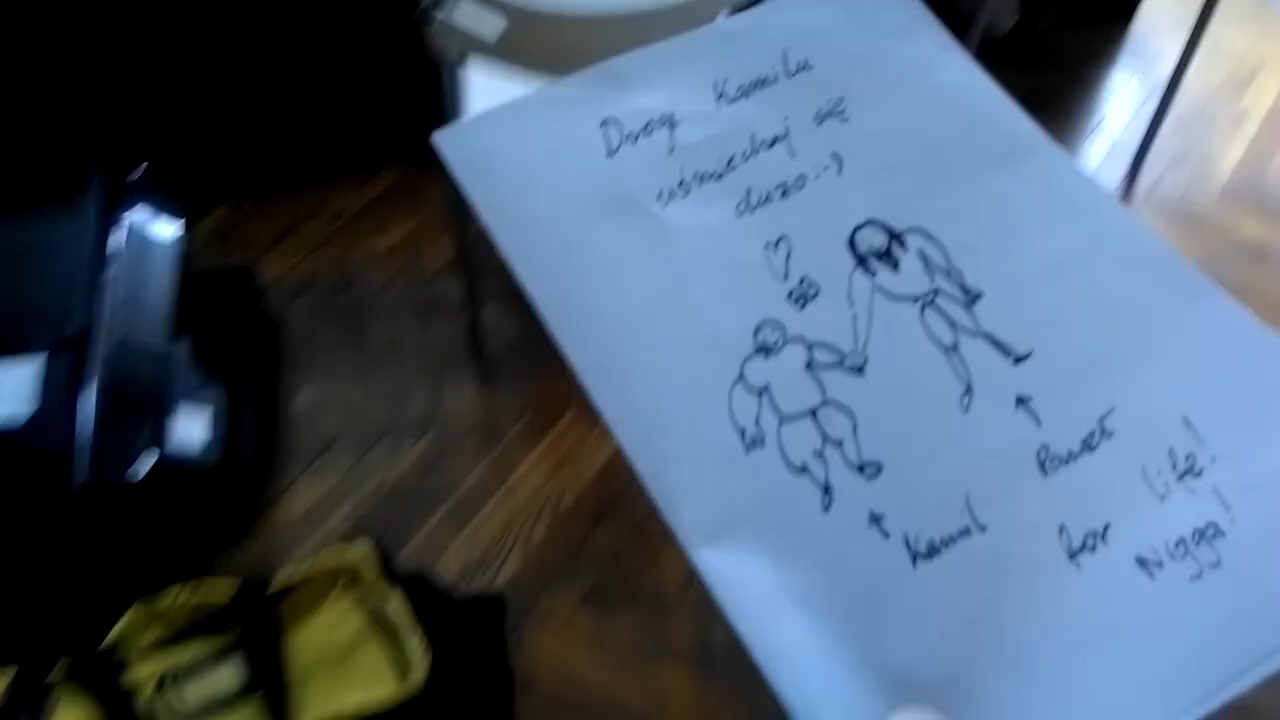 Drogi Kamilu
uśmiechaj się
dużo :-)
Paweł
Kamil
for life!
Nigga!